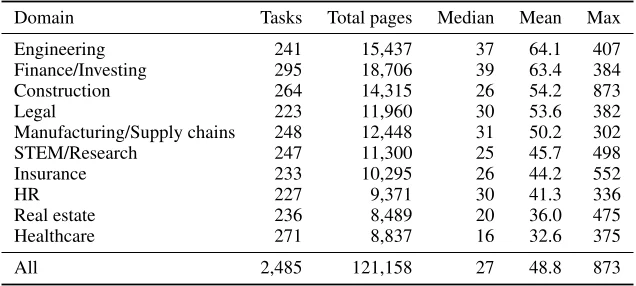 Domain Tasks Total pages Median Mean Max
Engineering 241 15,437 37 64.1 407
Finance/Investing 295 18,706 39 63.4 384
Construction 264 14,315 26 54.2 873
Legal 223 11,960 30 53.6 382
Manufacturing/Supply chains 248 12,448 31 50.2 302
STEM/Research 247 11,300 25 45.7 498
Insurance 233 10,295 26 44.2 552
HR 227 9,371 30 41.3 336
Real estate 236 8,489 20 36.0 475
Healthcare 271 8,837 16 32.6 375
All 2,485 121,158 27 48.8 873